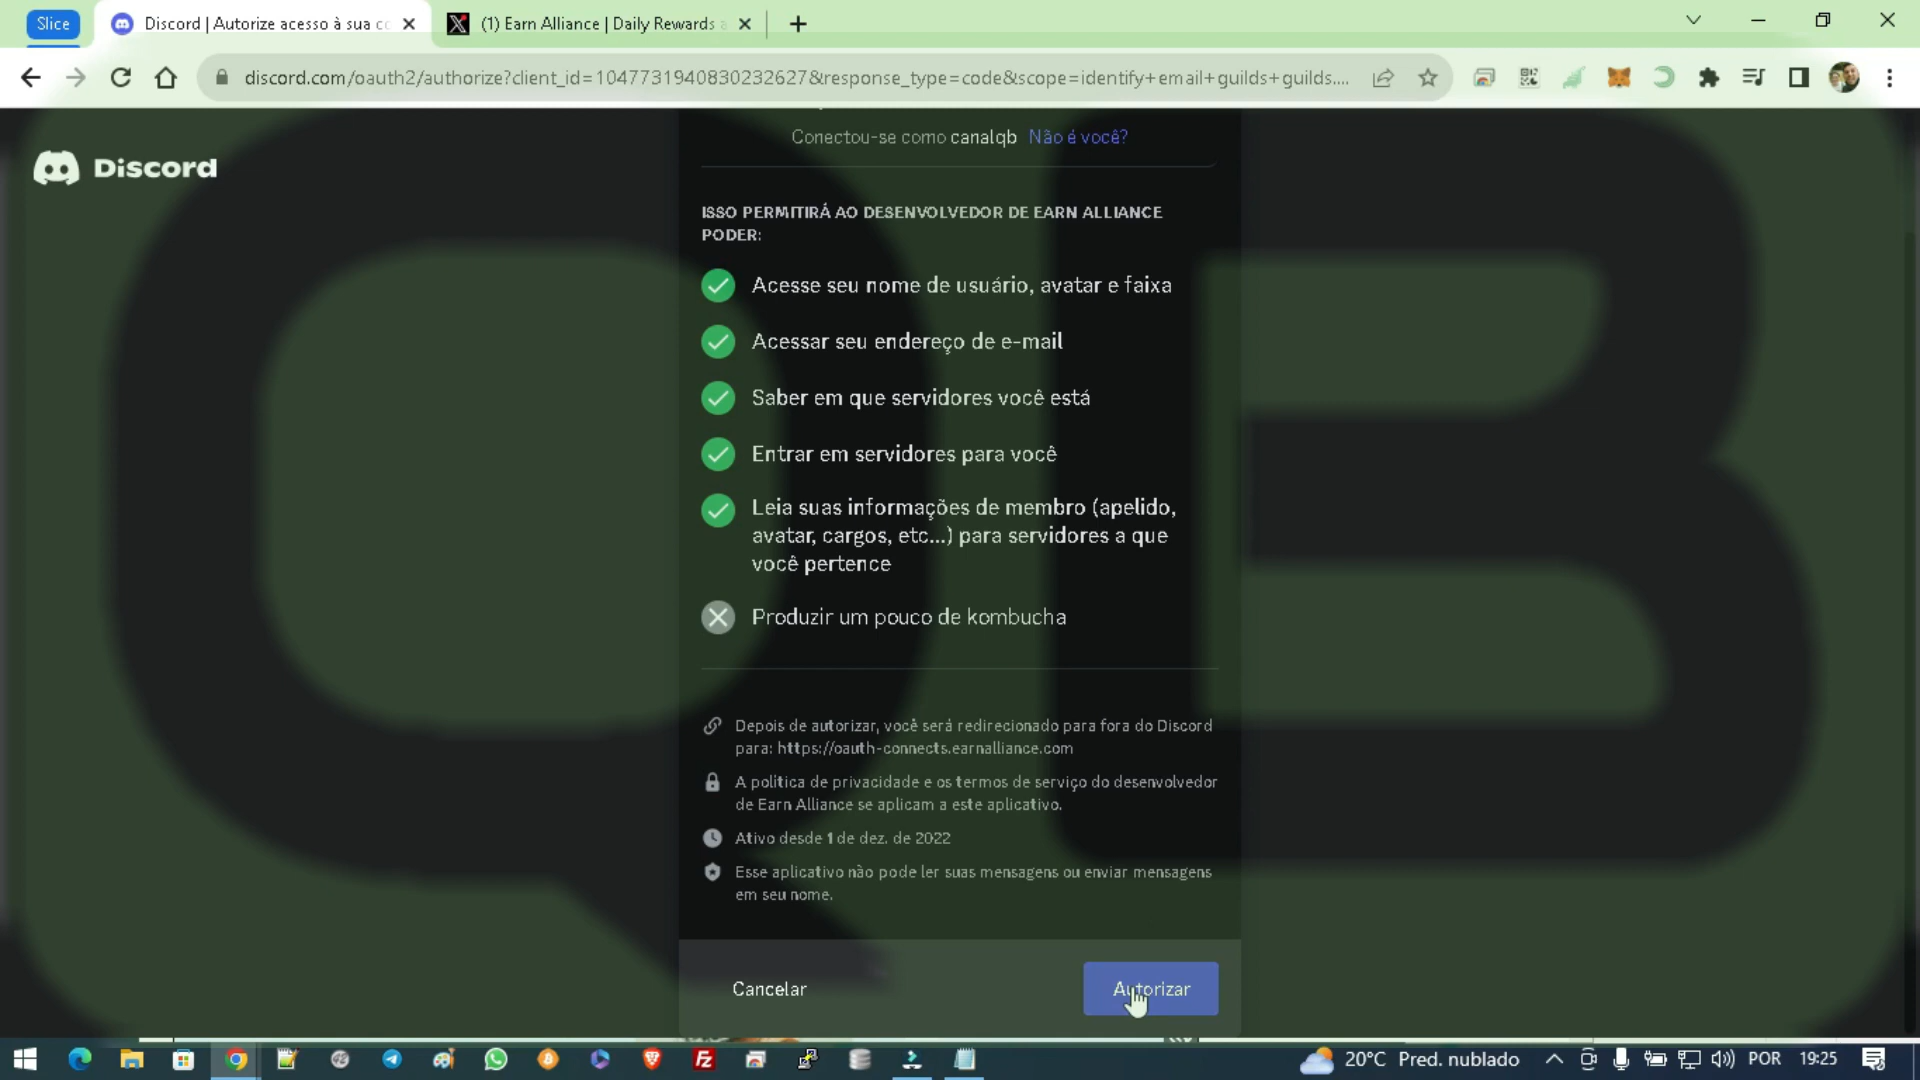 Slice
Discord | Autorize acesso à sua co
(1) Earn Alliance | Daily Rewards a
discord.com/oauth2/authorize?client_id=1047731940830232627&response_type=code&scope=identify+email+guilds+guilds....
Discord
Conectou-se como canalqb Não é você?
ISSO PERMITIRÁ AO DESENVOLVEDOR DE EARN ALLIANCE
PODER:
Acesse seu nome de usuário, avatar e faixa
Acessar seu endereço de e-mail
Saber em que servidores você está
Entrar em servidores para você
Leia suas informações de membro (apelido,
avatar, cargos, etc...) para servidores a que
você pertence
Produzir um pouco de kombucha
Depois de autorizar, você será redirecionado para fora do Discord
para: https://oauth-connects.earnalliance.com
A política de privacidade e os termos de serviço do desenvolvedor
de Earn Alliance se aplicam a este aplicativo.
Ativo desde 1 de dez. de 2022
Esse aplicativo não pode ler suas mensagens ou enviar mensagens
em seu nome.
Cancelar
Autorizar
20°C Pred. nublado
POR
19:25